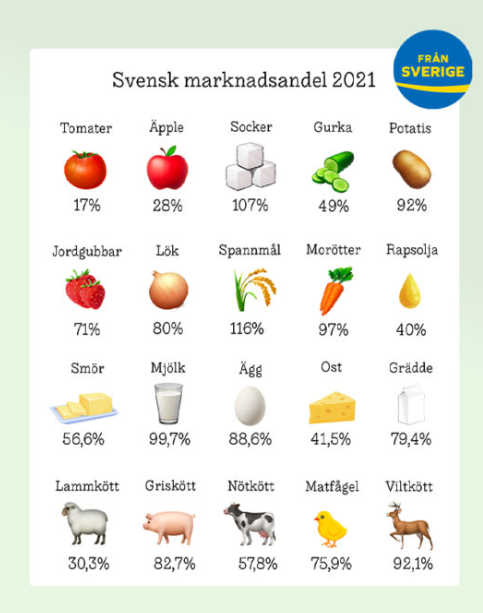 FRÅN
SVERIGE
Svensk marknadsandel 2021
Tomater Äpple Socker Gurka Potatis
17% 28% 107% 49% 92%
Jordgubbar Lök Spannmål Morötter Rapsolja
71% 80% 116% 97% 40%
Smör Mjölk Ägg Ost Grädde
56,6% 99,7% 88,6% 41,5% 79,4%
Lammkött Griskött Nötkött Matfågel Viltkött
30,3% 82,7% 57,8% 75,9% 92,1%